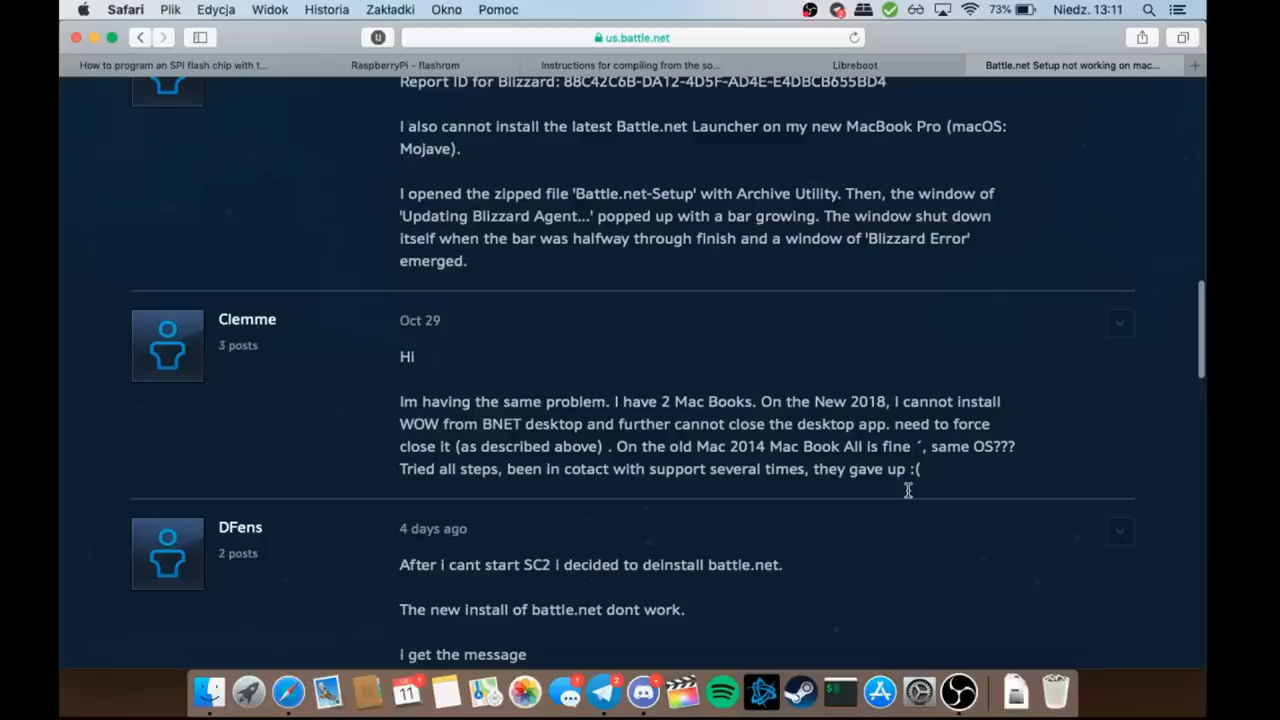 Safari Plik Edycja Widok Historia Zakładki Okno Pomoc 73% Niedz. 13:11
us.battle.net
How to program an SPI flash chip with t... RaspberryPi - flashrom Instructions for compiling from the so... Libreboot Battle.net Setup not working on mac...
Report ID for Blizzard: 88C42C6B-DA12-4D5F-AD4E-E4DBCB655BD4
I also cannot install the latest Battle.net Launcher on my new MacBook Pro (macOS:
Mojave).
I opened the zipped file 'Battle.net-Setup' with Archive Utility. Then, the window of
'Updating Blizzard Agent...' popped up with a bar growing. The window shut down
itself when the bar was halfway through finish and a window of 'Blizzard Error'
emerged.
Clemme
3 posts
Oct 29
Hi
Im having the same problem. I have 2 Mac Books. On the New 2018, I cannot install
WOW from BNET desktop and further cannot close the desktop app. need to force
close it (as described above) . On the old Mac 2014 Mac Book All is fine ´, same OS???
Tried all steps, been in cotact with support several times, they gave up :(
DFens
2 posts
4 days ago
After i cant start SC2 i decided to deinstall battle.net.
The new install of battle.net dont work.
i get the message
11
1
2